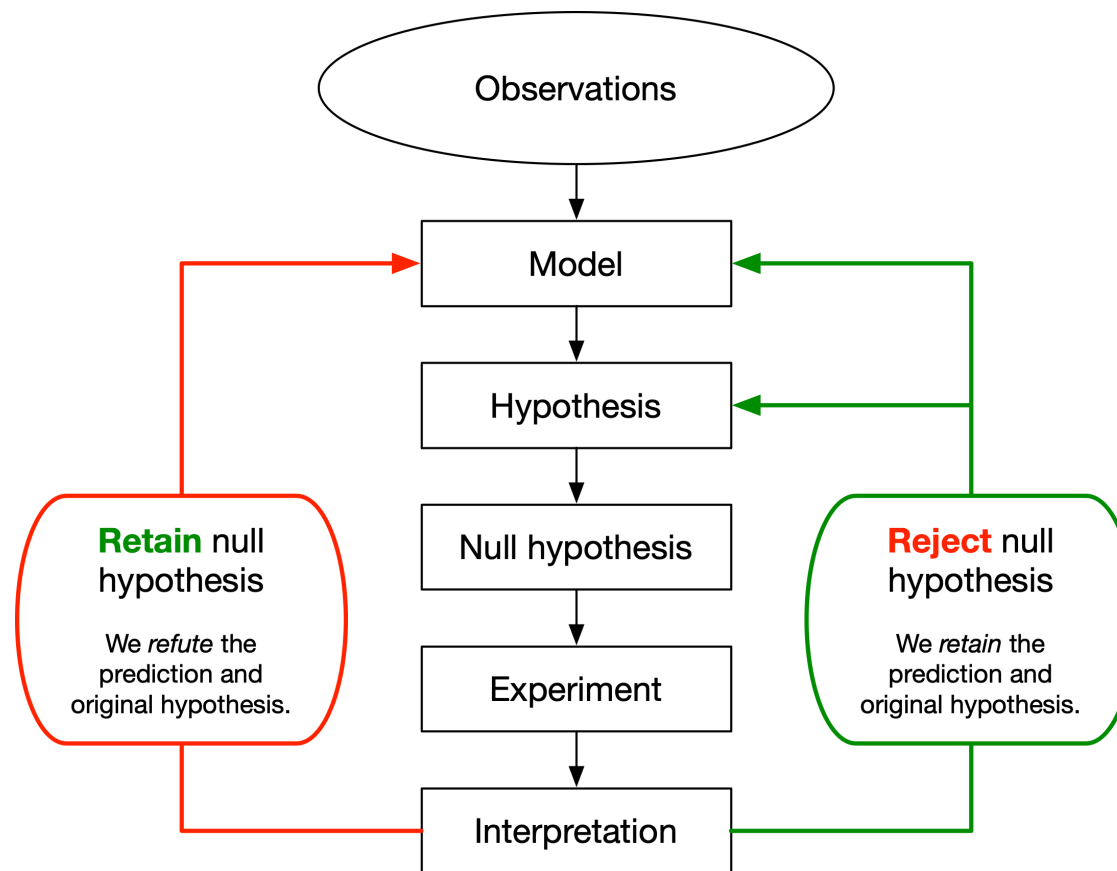 Observations
Model
Hypothesis
Null hypothesis
Experiment
Interpretation
Retain null
hypothesis
We refute the
prediction and
original hypothesis.
Reject null
hypothesis
We retain the
prediction and
original hypothesis.